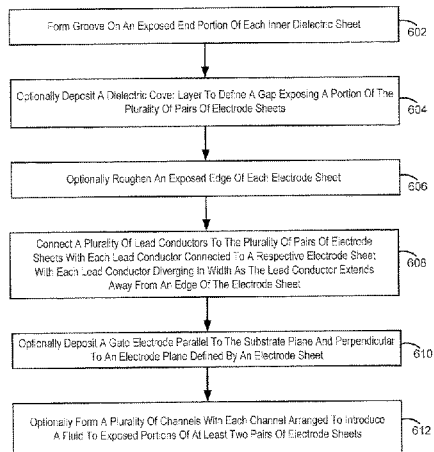 Form Groove On An Exposed End Portion Of Each Inner Dielectric Sheet
602
Optionally Deposit A Dielectric Cover Layer To Define A Gap Exposing A Portion Of The
Plurality Of Pairs Of Electrode Sheets
604
Optionally Roughen An Exposed Edge Of Each Electrode Sheet
606
Connect A Plurality Of Lead Conductors To The Plurality Of Pairs Of Electrode
Sheets With Each Lead Conductor Connected To A Respective Electrode Sheet
With Each Lead Conductor Diverging In Width As The Lead Conductor Extends
Away From An Edge Of The Electrode Sheet
608
Optionally Deposit A Gate Electrode Parallel To The Substrate Plane And Perpendicular
To An Electrode Plane Defined By An Electrode Sheet
610
Optionally Form A Plurality Of Channels With Each Channel Arranged To Introduce
A Fluid To Exposed Portions Of At Least Two Pairs Of Electrode Sheets
612